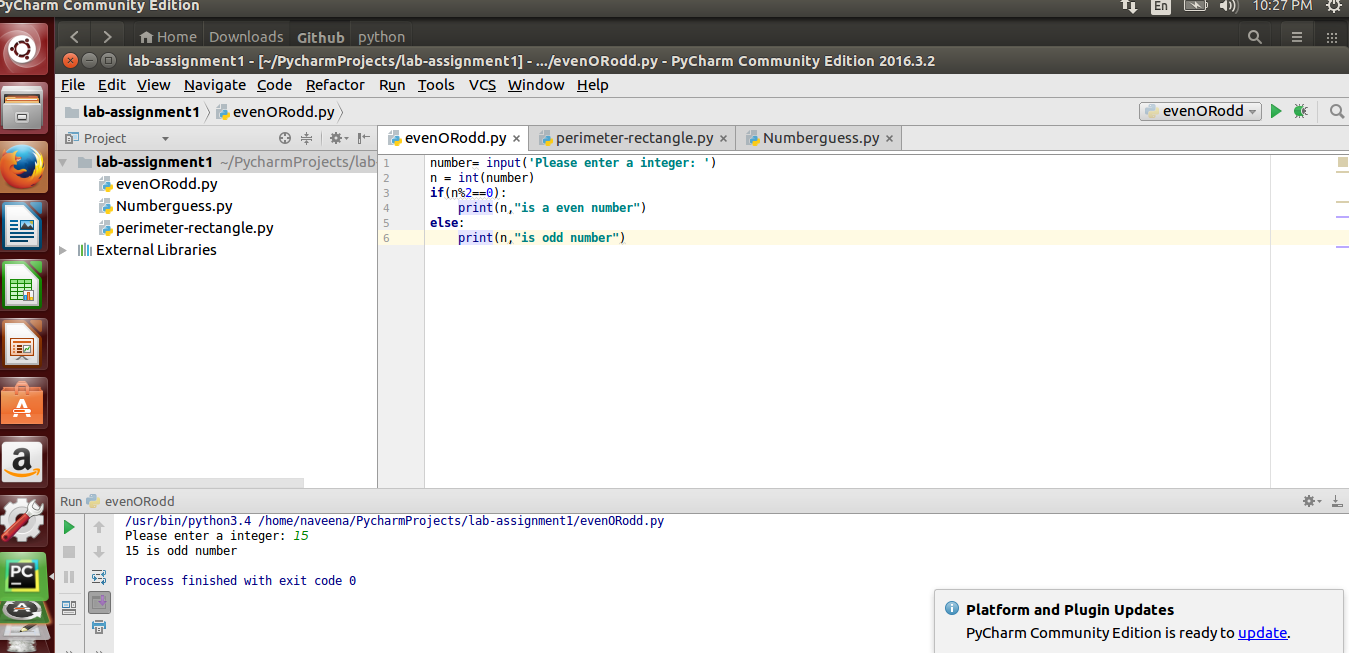 PyCharm Community Edition
En
10:27 PM
Home Downloads Github python
lab-assignment1 - [~/PycharmProjects/lab-assignment1] - .../evenORodd.py - PyCharm Community Edition 2016.3.2
File Edit View Navigate Code Refactor Run Tools VCS Window Help
lab-assignment1 evenORodd.py
evenORodd
Project
evenORodd.py × perimeter-rectangle.py × Numberguess.py ×
lab-assignment1 ~/PycharmProjects/lab
evenORodd.py
Numberguess.py
perimeter-rectangle.py
External Libraries
1 number= input('Please enter a integer: ')
2 n = int(number)
3 if(n%2==0):
4 print(n,"is a even number")
5 else:
6 print(n,"is odd number")
a
PC
Run evenORodd
/usr/bin/python3.4 /home/naveena/PycharmProjects/lab-assignment1/evenORodd.py
Please enter a integer: 15
15 is odd number
Process finished with exit code 0
Platform and Plugin Updates
PyCharm Community Edition is ready to update.